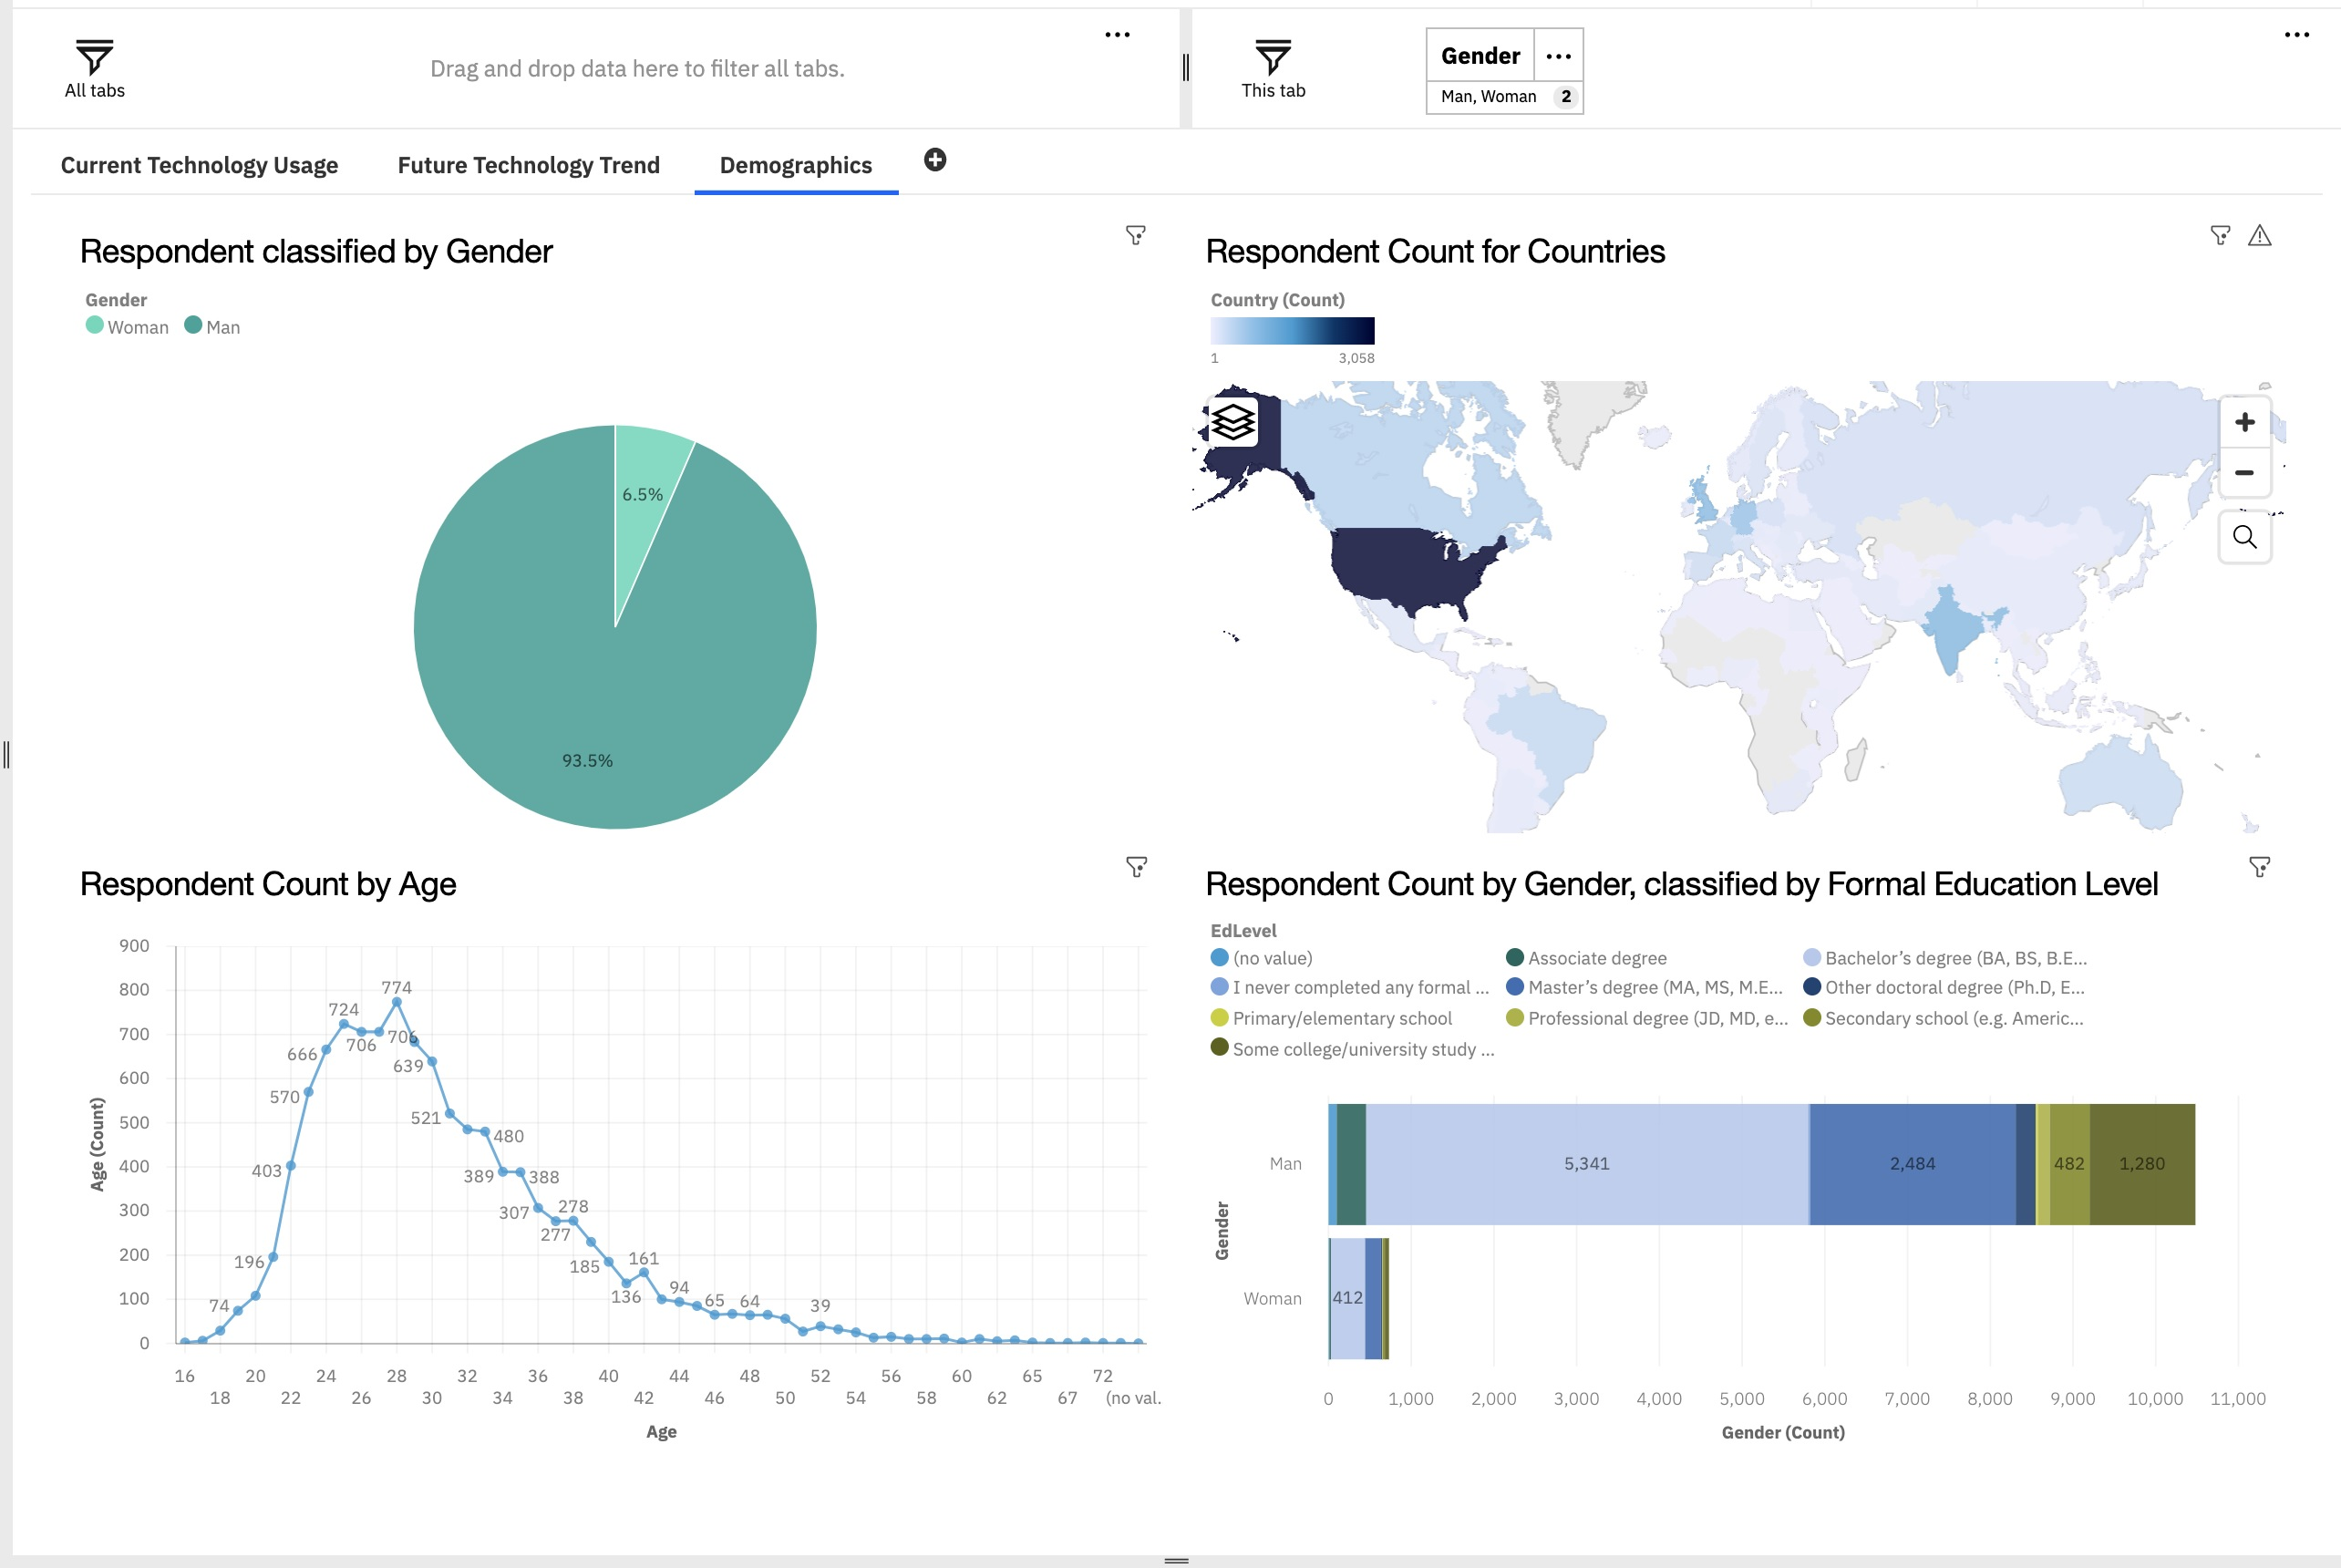 All tabs
Drag and drop data here to filter all tabs.
This tab
Gender
Man, Woman 2
Current Technology Usage Future Technology Trend Demographics
Respondent classified by Gender
Gender
Woman Man
6.5%
93.5%
Respondent Count for Countries
Country (Count)
1 3,058
Respondent Count by Age
Age (Count)
900
800
700
600
500
400
300
200
100
0
74
196
403
570
666
724
706
774
706
639
521
480
389
388
307
277
278
185
136
161
94
65
64
39
16 20 24 28 32 36 40 44 48 52 56 60 65 72
18 22 26 30 34 38 42 46 50 54 58 62 67 (no val.
Age
Respondent Count by Gender, classified by Formal Education Level
EdLevel
(no value) Associate degree Bachelor’s degree (BA, BS, B.E...
I never completed any formal ... Master’s degree (MA, MS, M.E... Other doctoral degree (Ph.D, E...
Primary/elementary school Professional degree (JD, MD, e... Secondary school (e.g. Americ...
Some college/university study ...
Gender
Man 5,341 2,484 482 1,280
Woman 412
0 1,000 2,000 3,000 4,000 5,000 6,000 7,000 8,000 9,000 10,000 11,000
Gender (Count)